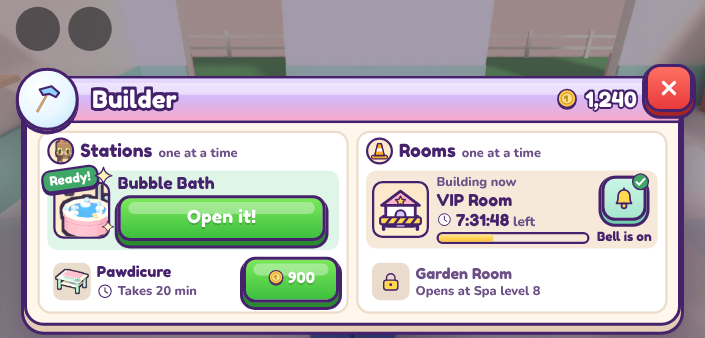 Builder
1,240
Stations one at a time
Ready!
Bubble Bath
Open it!
Pawdicure
Takes 20 min
900
Rooms one at a time
Building now
VIP Room
7:31:48 left
Bell is on
Garden Room
Opens at Spa level 8